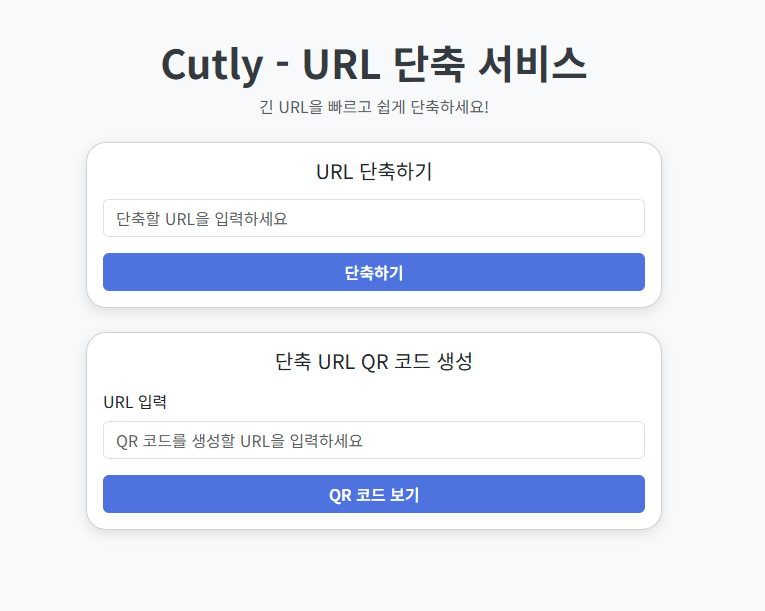 Cutly - URL 단축 서비스
긴 URL을 빠르고 쉽게 단축하세요!
URL 단축하기
단축할 URL을 입력하세요
단축하기
단축 URL QR 코드 생성
URL 입력
QR 코드를 생성할 URL을 입력하세요
QR 코드 보기